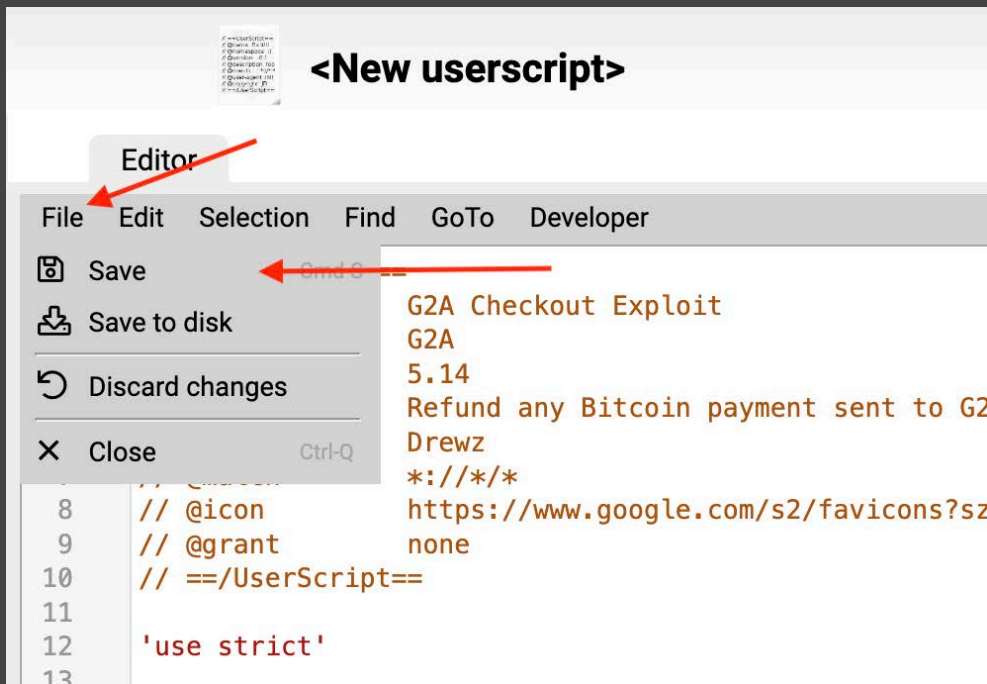 <New userscript>
Editor
File Edit Selection Find GoTo Developer
Save Cmd-S ==
G2A Checkout Exploit
Save to disk
G2A
5.14
Discard changes
Refund any Bitcoin payment sent to G2
Drewz
Close Ctrl-Q
*://*/*
8 // @icon https://www.google.com/s2/favicons?sz
9 // @grant none
10 // ==/UserScript==
11
12 'use strict'
13